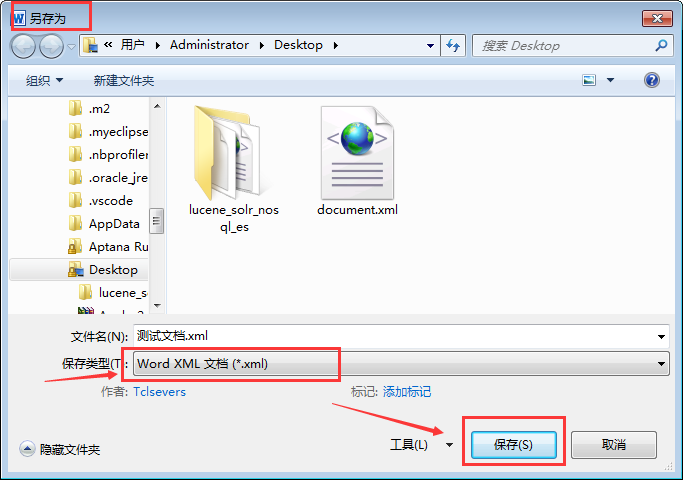 另存为
« 用户 Administrator Desktop
搜索 Desktop
组织 新建文件夹
.m2
.myeclipse
.nbprofiler
.oracle_jre
.vscode
AppData
Aptana Ru
Desktop
lucene_so
lucene_solr_nos
ql_es
document.xml
文件名(N): 测试文档.xml
保存类型(T): Word XML 文档 (*.xml)
作者: Tclsevers 标记: 添加标记
隐藏文件夹 工具(L) 保存(S) 取消